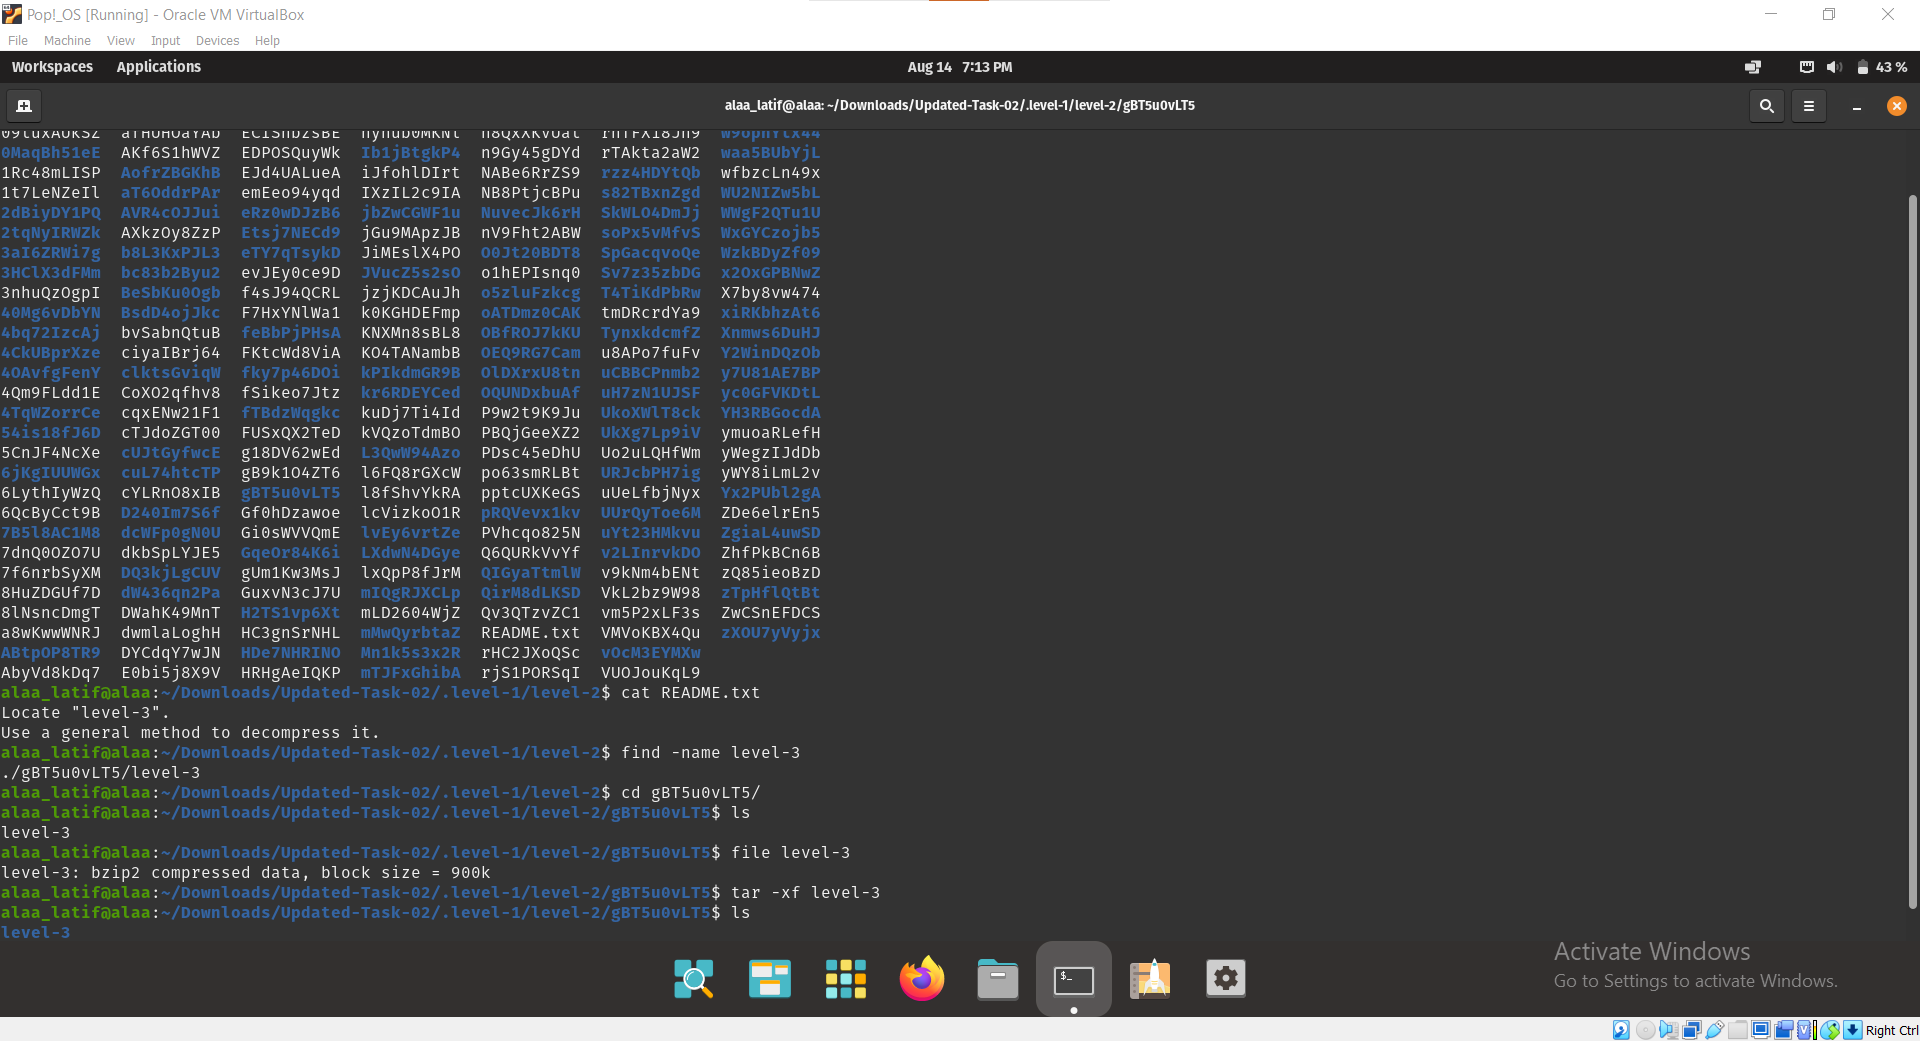 Pop!_OS [Running] - Oracle VM VirtualBox
File Machine View Input Devices Help
Workspaces Applications Aug 14 7:13 PM 43 %
alaa_latif@alaa: ~/Downloads/Updated-Task-02/.level-1/level-2/gBT5u0vLT5
0MaqBh51eE AKf6S1hWVZ EDPOSQuyWk Ib1jBtgkP4 n9Gy45gDYd rTAkta2aW2 waa5BUbYjL
1Rc48mLISP AofrZBGKhB EJd4UALueA iJfohlDIrt NABe6RrZS9 rzz4HDYtQb wfbzcLn49x
1t7LeNZeIl aT6OddrPAr emEeo94yqd IXzIL2c9IA NB8PtjcBPu s82TBxnZgd WU2NIZw5bL
2dBiyDY1PQ AVR4cOJJui eRz0wDJzB6 jbZwCGWF1u NuvecJk6rH SkWLO4DmJj WWgF2QTu1U
2tqNyIRWZk AXkzOy8ZzP Etsj7NECd9 jGu9MApzJB nV9Fht2ABW soPx5vMfvS WxGYCzojb5
3aI6ZRWi7g b8L3KxPJL3 eTY7qTsykD JiMEslX4PO O0Jt20BDT8 SpGacqvoQe WzkBDyZf09
3HClX3dFMm bc83b2Byu2 evJEy0ce9D JVucZ5s2sO o1hEPIsnq0 Sv7z35zbDG x2OxGPBNwZ
3nhuQzOgpI BeSbKu0Ogb f4sJ94QCRL jzjKDCAuJh o5zluFzkcg T4TiKdPbRw X7by8vw474
40Mg6vDbYN BsdD4ojJkc F7HxYNlWa1 k0KGHDEFmp oATDmz0CAK tmDRcrdYa9 xiRKbhzAt6
4bq72IzcAj bvSabnQtuB feBbPjPHsA KNXMn8sBL8 OBfROJ7kKU TynxkdcmfZ Xnmws6DuHJ
4CkUBprXze ciyaIBrj64 FKtcWd8ViA KO4TANambB OEQ9RG7Cam u8APo7fuFv Y2WinDQzOb
4OAvfgFenY clktsGviqW fky7p46DOi kPIkdmGR9B OlDXrxU8tn uCBBCPnmb2 y7U81AE7BP
4Qm9FLdd1E CoXO2qfhv8 fSikeo7Jtz kr6RDEYCed OQUNDxbuAf uH7zN1UJSF yc0GFVKDtL
4TqWZorrCe cqxENw21F1 fTBdzWqgkc kuDj7Ti4Id P9w2t9K9Ju UkoXWlT8ck YH3RBGocdA
54is18fJ6D cTJdoZGT00 FUSxQX2TeD kVQzoTdmBO PBQjGeeXZ2 UkXg7Lp9iV ymuoaRLefH
5CnJF4NcXe cUJtGyfwcE g18DV62wEd L3QwW94Azo PDsc45eDhU Uo2uLQHfWm yWegzIJdDb
6jKgIUUWGx cuL74htcTP gB9k1O4ZT6 l6FQ8rGXcW po63smRLBt URJcbPH7ig yWY8iLmL2v
6LythIyWzQ cYLRnO8xIB gBT5u0vLT5 l8fShvYkRA pptcUXKeGS uUeLfbjNyx Yx2PUbl2gA
6QcByCct9B D240Im7S6f Gf0hDzawoe lcVizkoO1R pRQVevx1kv UUrQyToe6M ZDe6elrEn5
7B5l8AC1M8 dcWFp0gN0U Gi0sWVVQmE lvEy6vrtZe PVhcqo825N uYt23HMkvu ZgiaL4uwSD
7dnQ0OZO7U dkbSpLYJE5 GqeOr84K6i LXdwN4DGye Q6QURkVvYf v2LInrvkDO ZhfPkBCn6B
7f6nrbSyXM DQ3kjLgCUV gUm1Kw3MsJ lxQpP8fJrM QIGyaTtmlW v9kNm4bENt zQ85ieoBzD
8HuZDGUf7D dW436qn2Pa GuxvN3cJ7U mIQgRJXCLp QirM8dLKSD VkL2bz9W98 zTpHflQtBt
8lNsncDmgT DWahK49MnT H2TS1vp6Xt mLD2604WjZ Qv3QTzvZC1 vm5P2xLF3s ZwCSnEFDCS
a8wKwwWNRJ dwmlaLoghH HC3gnSrNHL mMwQyrbtaZ README.txt VMVoKBX4Qu zXOU7yVyjx
ABtpOP8TR9 DYCdqY7wJN HDe7NHRINO Mn1k5s3x2R rHC2JXoQSc vOcM3EYMXw
AbyVd8kDq7 E0bi5j8X9V HRHgAeIQKP mTJFxGhibA rjS1PORSqI VUOJouKqL9
alaa_latif@alaa:~/Downloads/Updated-Task-02/.level-1/level-2$ cat README.txt
Locate "level-3".
Use a general method to decompress it.
alaa_latif@alaa:~/Downloads/Updated-Task-02/.level-1/level-2$ find -name level-3
./gBT5u0vLT5/level-3
alaa_latif@alaa:~/Downloads/Updated-Task-02/.level-1/level-2$ cd gBT5u0vLT5/
alaa_latif@alaa:~/Downloads/Updated-Task-02/.level-1/level-2/gBT5u0vLT5$ ls
level-3
alaa_latif@alaa:~/Downloads/Updated-Task-02/.level-1/level-2/gBT5u0vLT5$ file level-3
level-3: bzip2 compressed data, block size = 900k
alaa_latif@alaa:~/Downloads/Updated-Task-02/.level-1/level-2/gBT5u0vLT5$ tar -xf level-3
alaa_latif@alaa:~/Downloads/Updated-Task-02/.level-1/level-2/gBT5u0vLT5$ ls
level-3
Activate Windows
Go to Settings to activate Windows.
Right Ctrl